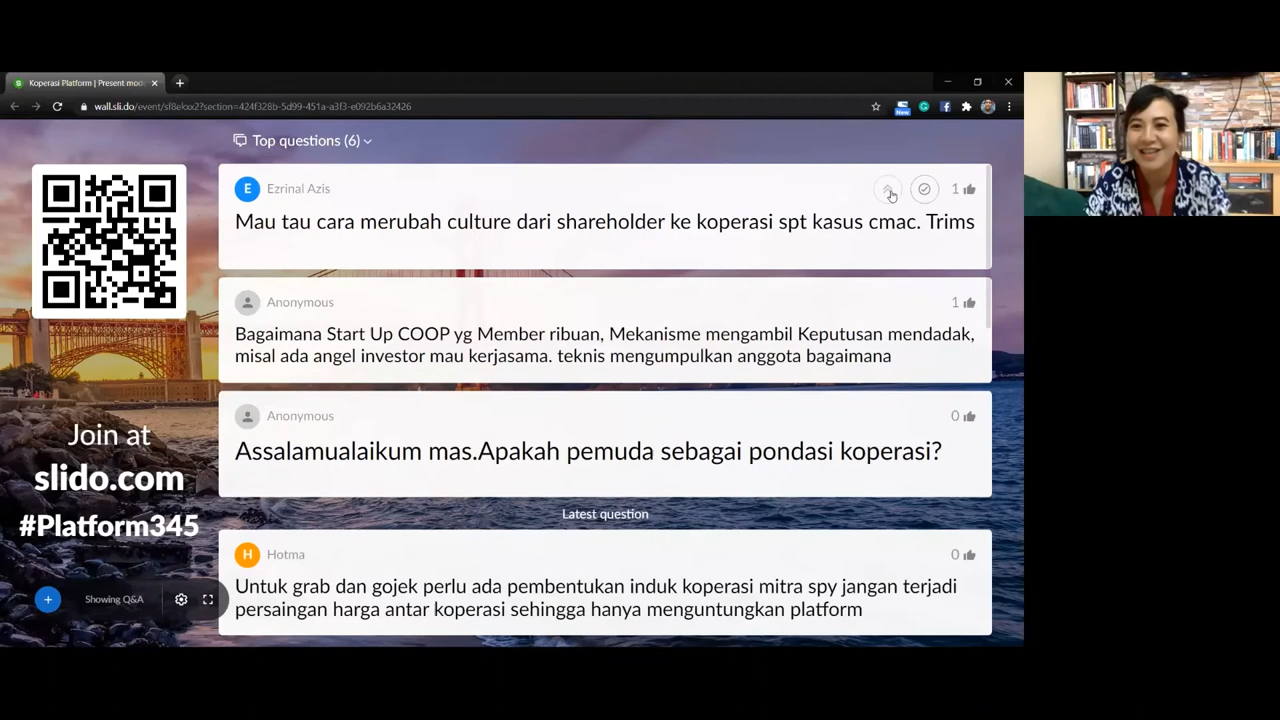 Koperasi Platform | Present mod
wall.sli.do/event/sf8eloxx2?section=424f328b-5d99-451a-a3f3-e092b6a32426
New
Top questions (6)
E Ezrinal Azis 1
Mau tau cara merubah culture dari shareholder ke koperasi spt kasus cmac. Trims
Anonymous 1
Bagaimana Start Up COOP yg Member ribuan, Mekanisme mengambil Keputusan mendadak,
misal ada angel investor mau kerjasama. teknis mengumpulkan anggota bagaimana
Anonymous 0
Assalamualaikum mas.Apakah pemuda sebagai pondasi koperasi?
Latest question
H Hotma 0
Untuk grab dan gojek perlu ada pembentukan induk koperasi mitra spy jangan terjadi
persaingan harga antar koperasi sehingga hanya menguntungkan platform
Join at
slido.com
#Platform345
Showing Q&A